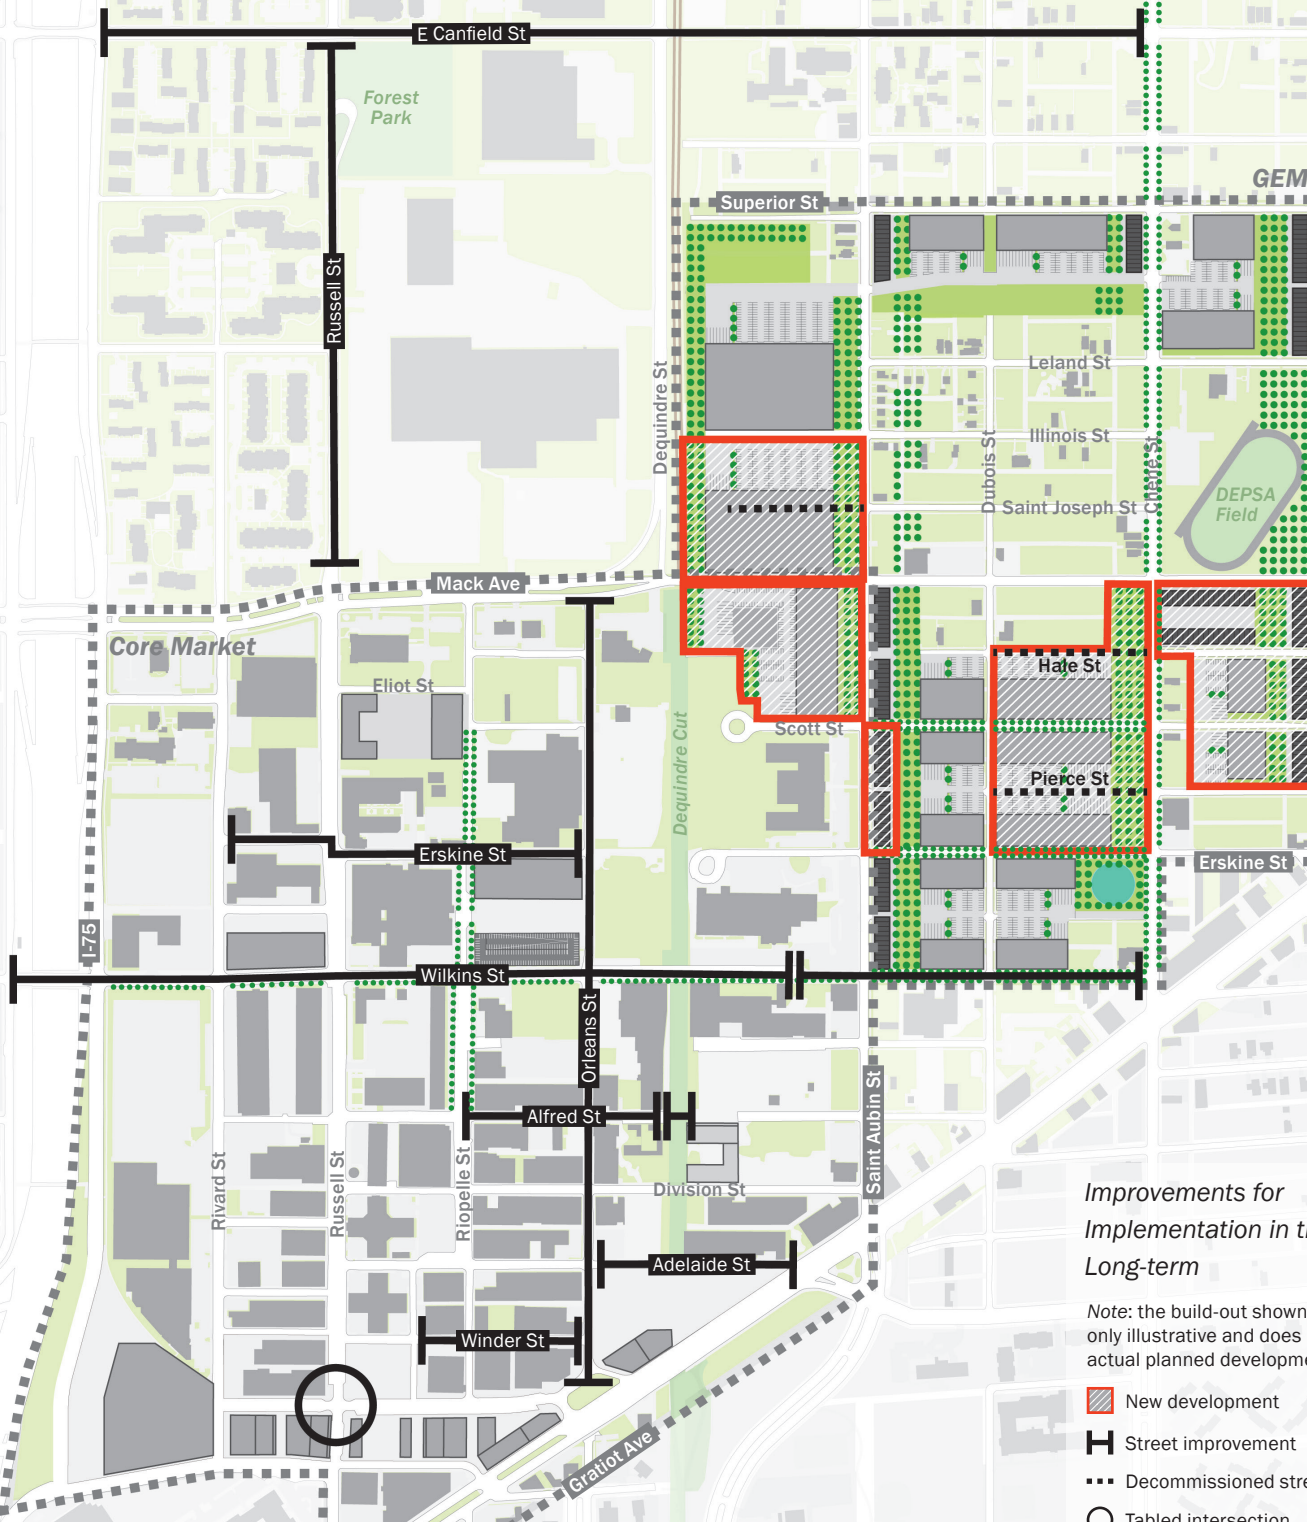 E Canfield St
Forest
Park
GEM
Superior St
Russell St
Leland St
Dequindre St
Illinois St
Dubois St
Chene St
DEPSA
Field
Saint Joseph St
Mack Ave
Core Market
Hale St
Eliot St
Scott St
Dequindre Cut
Pierce St
Erskine St
Erskine St
I-75
Wilkins St
Orleans St
Alfred St
Saint Aubin St
Rivard St
Russell St
Riopelle St
Division St
Adelaide St
Winder St
Gratiot Ave
Improvements for
Implementation in t
Long-term
Note: the build-out shown
only illustrative and does
actual planned developme
New development
Street improvement
Decommissioned stre
Tabled intersection